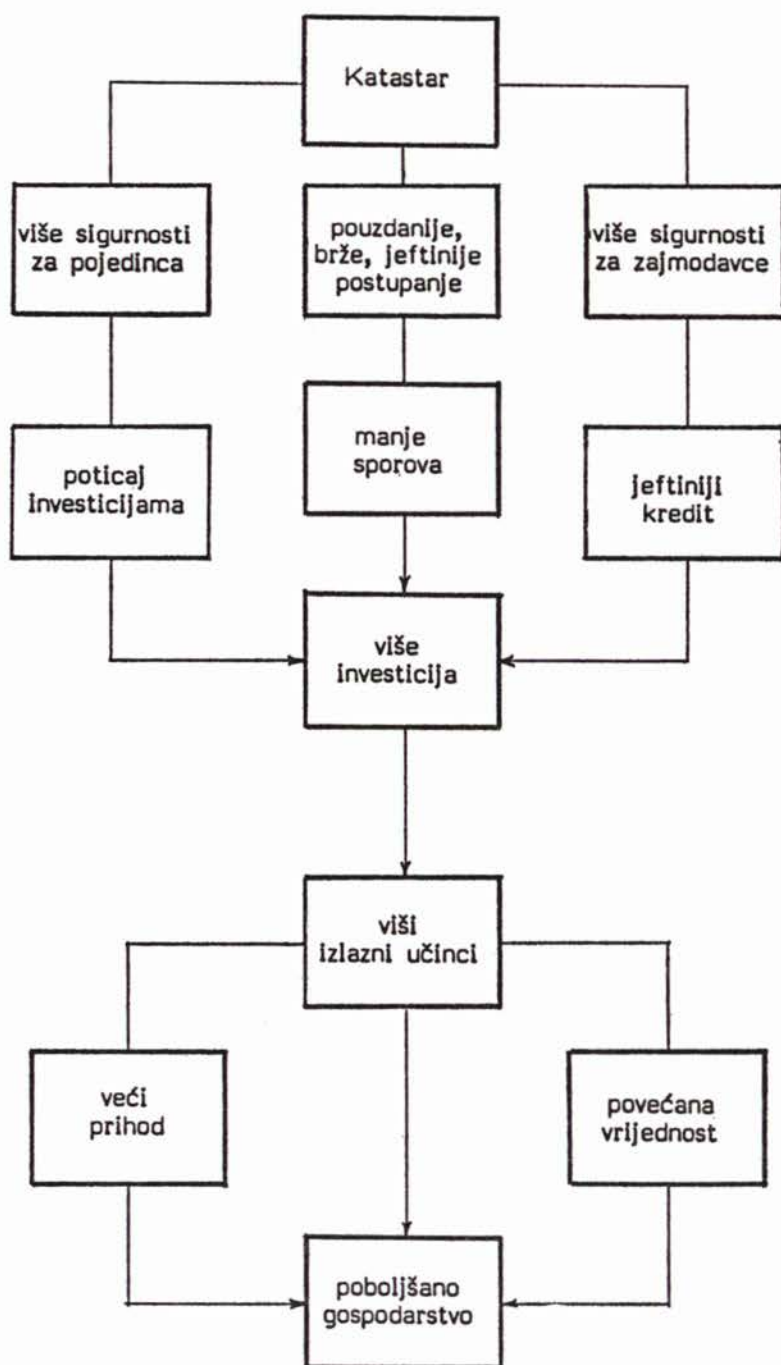 Katastar
više sigurnosti
za pojedinca
pouzdanije,
brže, jeftinije
postupanje
više sigurnosti
za zajmodavce
poticaj
investicijama
manje
sporova
jeftiniji
kredit
više
investicija
viši
izlazni učinci
veći
prihod
povećana
vrijednost
poboljšano
gospodarstvo